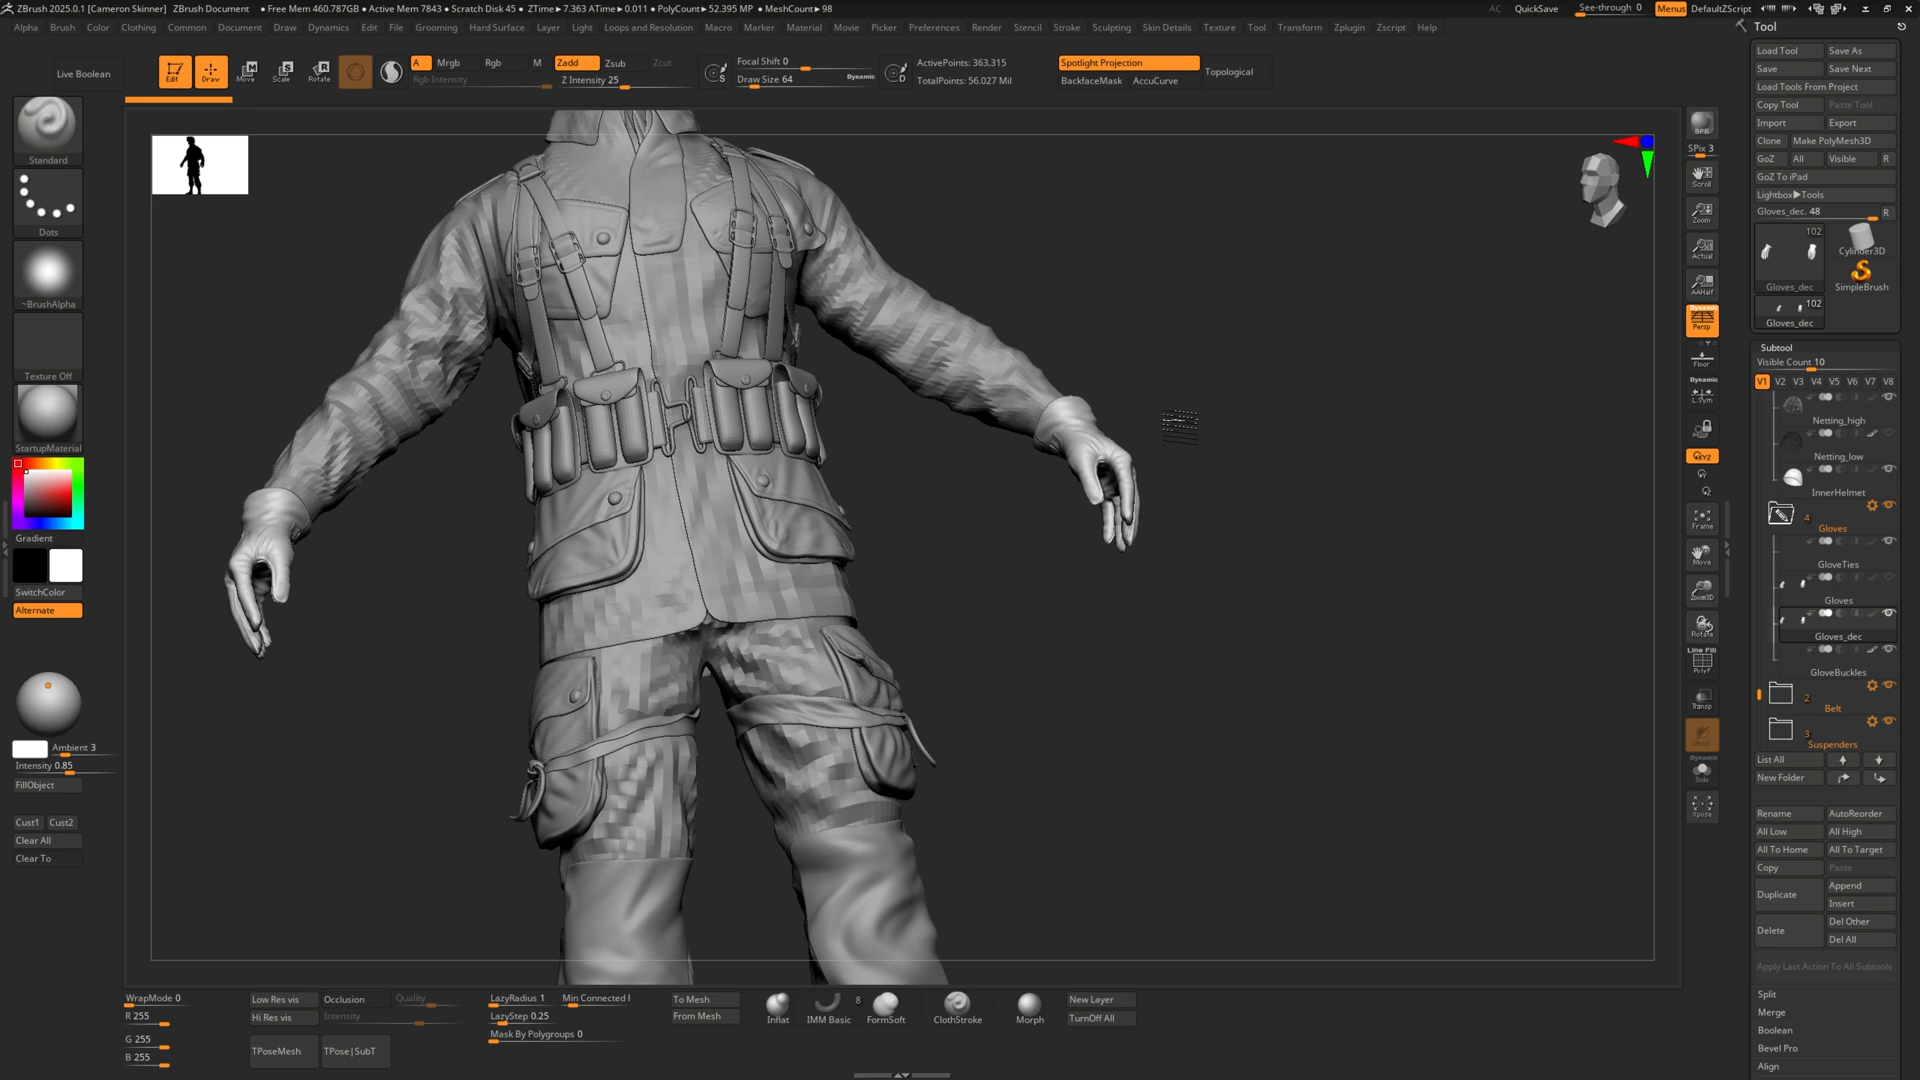 ZBrush 2025.0.1 [Cameron Skinner] ZBrush Document • Free Mem 460.787GB • Active Mem 7843 • Scratch Disk 45 • ZTime▶7.363 ATime▶0.011 • PolyCount▶52.395 MP • MeshCount▶98 AC QuickSave See-through 0 Menus DefaultZScript
Alpha Brush Color Clothing Common Document Draw Dynamics Edit File Grooming Hard Surface Layer Light Loops and Resolution Macro Marker Material Movie Picker Preferences Render Stencil Stroke Sculpting Skin Details Texture Tool Transform Zplugin Zscript Help
Live Boolean
Edit Draw Move Scale Rotate
A Mrgb Rgb M
Rgb Intensity
Zadd Zsub Zcut
Z Intensity 25
S
Focal Shift 0
Draw Size 64 Dynamic
D
ActivePoints: 363,315
TotalPoints: 56.027 Mil
Spotlight Projection
BackfaceMask AccuCurve
Topological
Standard
Dots
~BrushAlpha
Texture Off
StartupMaterial
Gradient
SwitchColor
Alternate
Ambient 3
Intensity 0.85
FillObject
Cust1 Cust2
Clear All
Clear To
BPR
SPix 3
Scroll
Zoom
Actual
AAHalf
Dynamic
Persp
Floor
Dynamic
L.Sym
XYZ
Frame
Move
Zoom3D
Rotate
Line Fill
PolyF
Transp
Dynamic
Solo
Xpose
Tool
Load Tool Save As
Save Save Next
Load Tools From Project
Copy Tool Paste Tool
Import Export
Clone Make PolyMesh3D
GoZ All Visible R
GoZ To iPad
Lightbox▶Tools
Gloves_dec. 48 R
102
Gloves_dec
Cylinder3D
SimpleBrush
102
Gloves_dec
Subtool
Visible Count 10
V1 V2 V3 V4 V5 V6 V7 V8
Netting_high
Netting_low
InnerHelmet
4
Gloves
GloveTies
Gloves
Gloves_dec
GloveBuckles
2
Belt
3
Suspenders
List All
New Folder
Rename AutoReorder
All Low All High
All To Home All To Target
Copy Paste
Duplicate Append
Insert
Delete Del Other
Del All
Apply Last Action To All Subtools
Split
Merge
Boolean
Bevel Pro
Align
WrapMode 0
R 255
G 255
B 255
Low Res vis
Hi Res vis
TPoseMesh
Occlusion Quality
Intensity
TPose|SubT
LazyRadius 1 Min Connected
LazyStep 0.25
Mask By Polygroups 0
To Mesh
From Mesh
Inflat
8
IMM Basic
FormSoft
ClothStroke
Morph
New Layer
TurnOff All